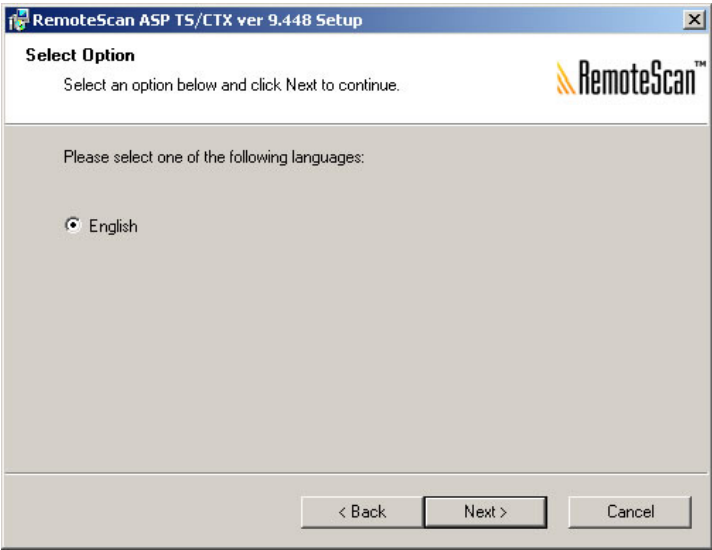 RemoteScan ASP TS/CTX ver 9.448 Setup
Select Option
Select an option below and click Next to continue.
RemoteScan™
Please select one of the following languages:
English
< Back
Next >
Cancel